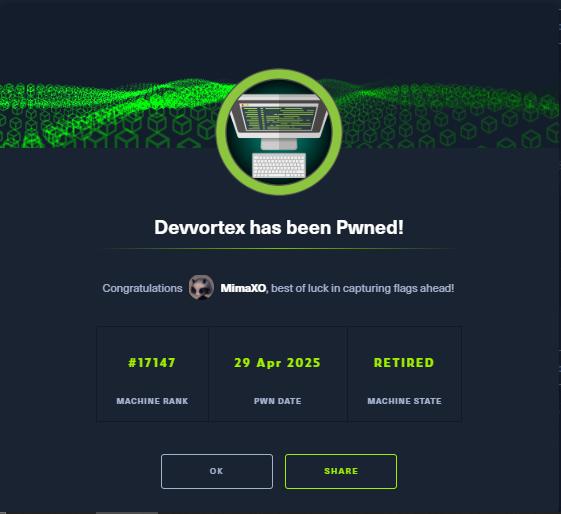 Devvortex has been Pwned!
Congratulations MimaXO, best of luck in capturing flags ahead!
#17147 29 Apr 2025 RETIRED
MACHINE RANK PWN DATE MACHINE STATE
OK SHARE